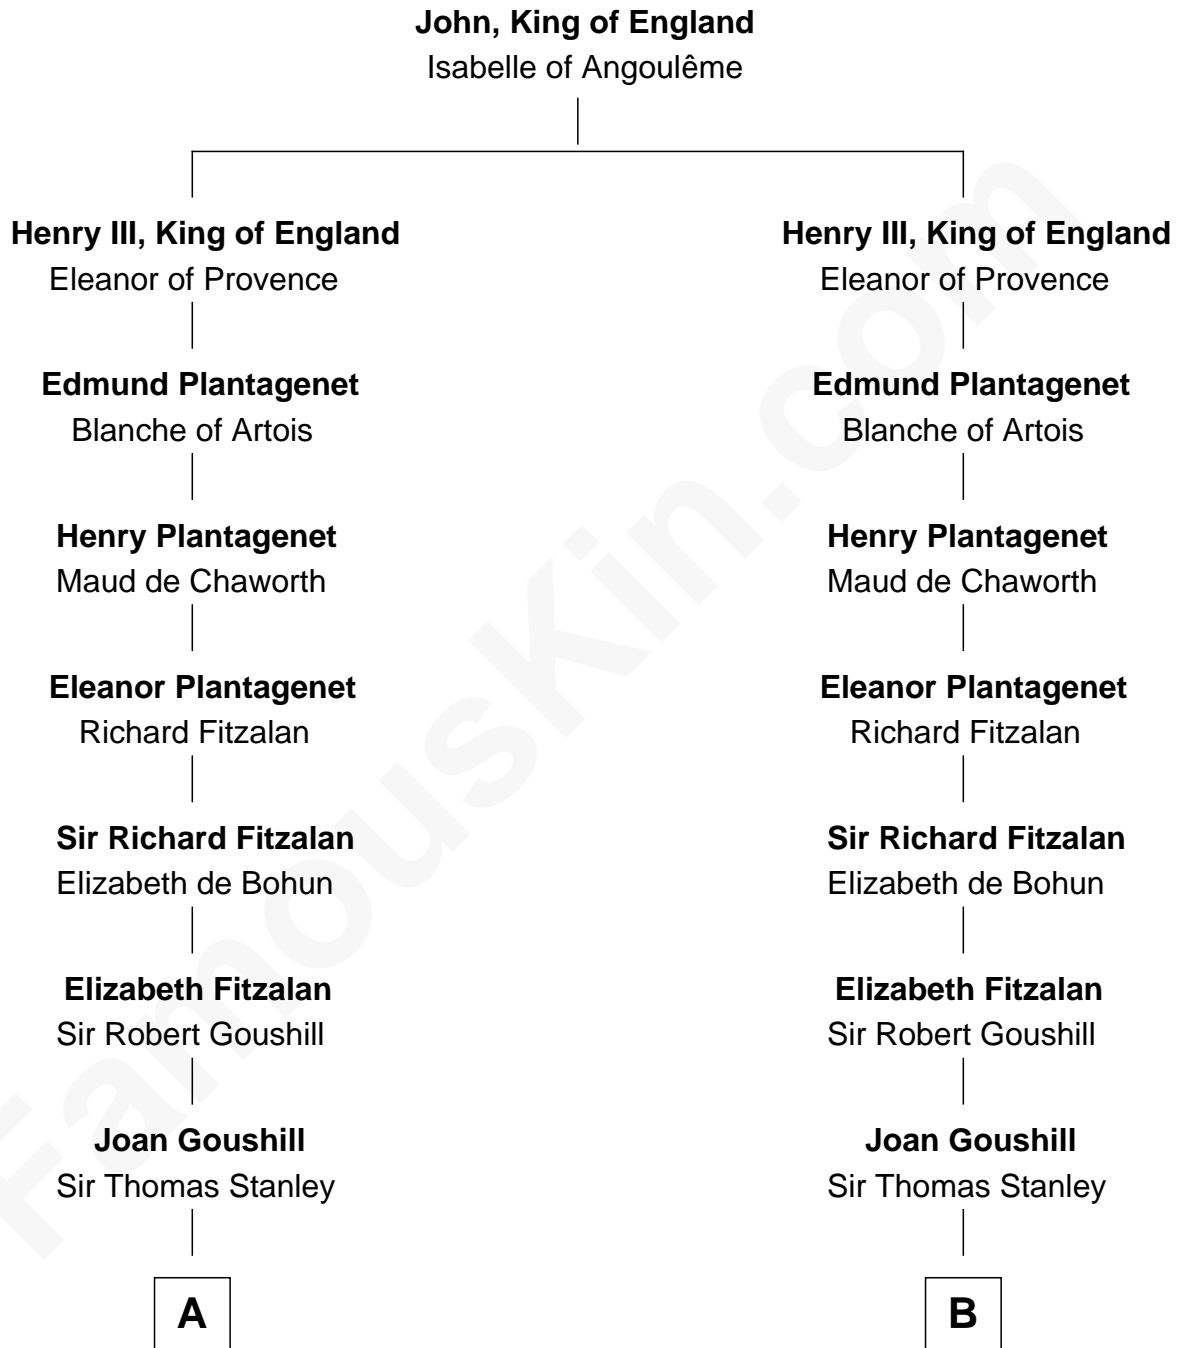 John, King of England
Isabelle of Angoulême
Henry III, King of England
Eleanor of Provence
Edmund Plantagenet
Blanche of Artois
Henry Plantagenet
Maud de Chaworth
Eleanor Plantagenet
Richard Fitzalan
Sir Richard Fitzalan
Elizabeth de Bohun
Elizabeth Fitzalan
Sir Robert Goushill
Joan Goushill
Sir Thomas Stanley
A
Henry III, King of England
Eleanor of Provence
Edmund Plantagenet
Blanche of Artois
Henry Plantagenet
Maud de Chaworth
Eleanor Plantagenet
Richard Fitzalan
Sir Richard Fitzalan
Elizabeth de Bohun
Elizabeth Fitzalan
Sir Robert Goushill
Joan Goushill
Sir Thomas Stanley
B
FamousKin.com